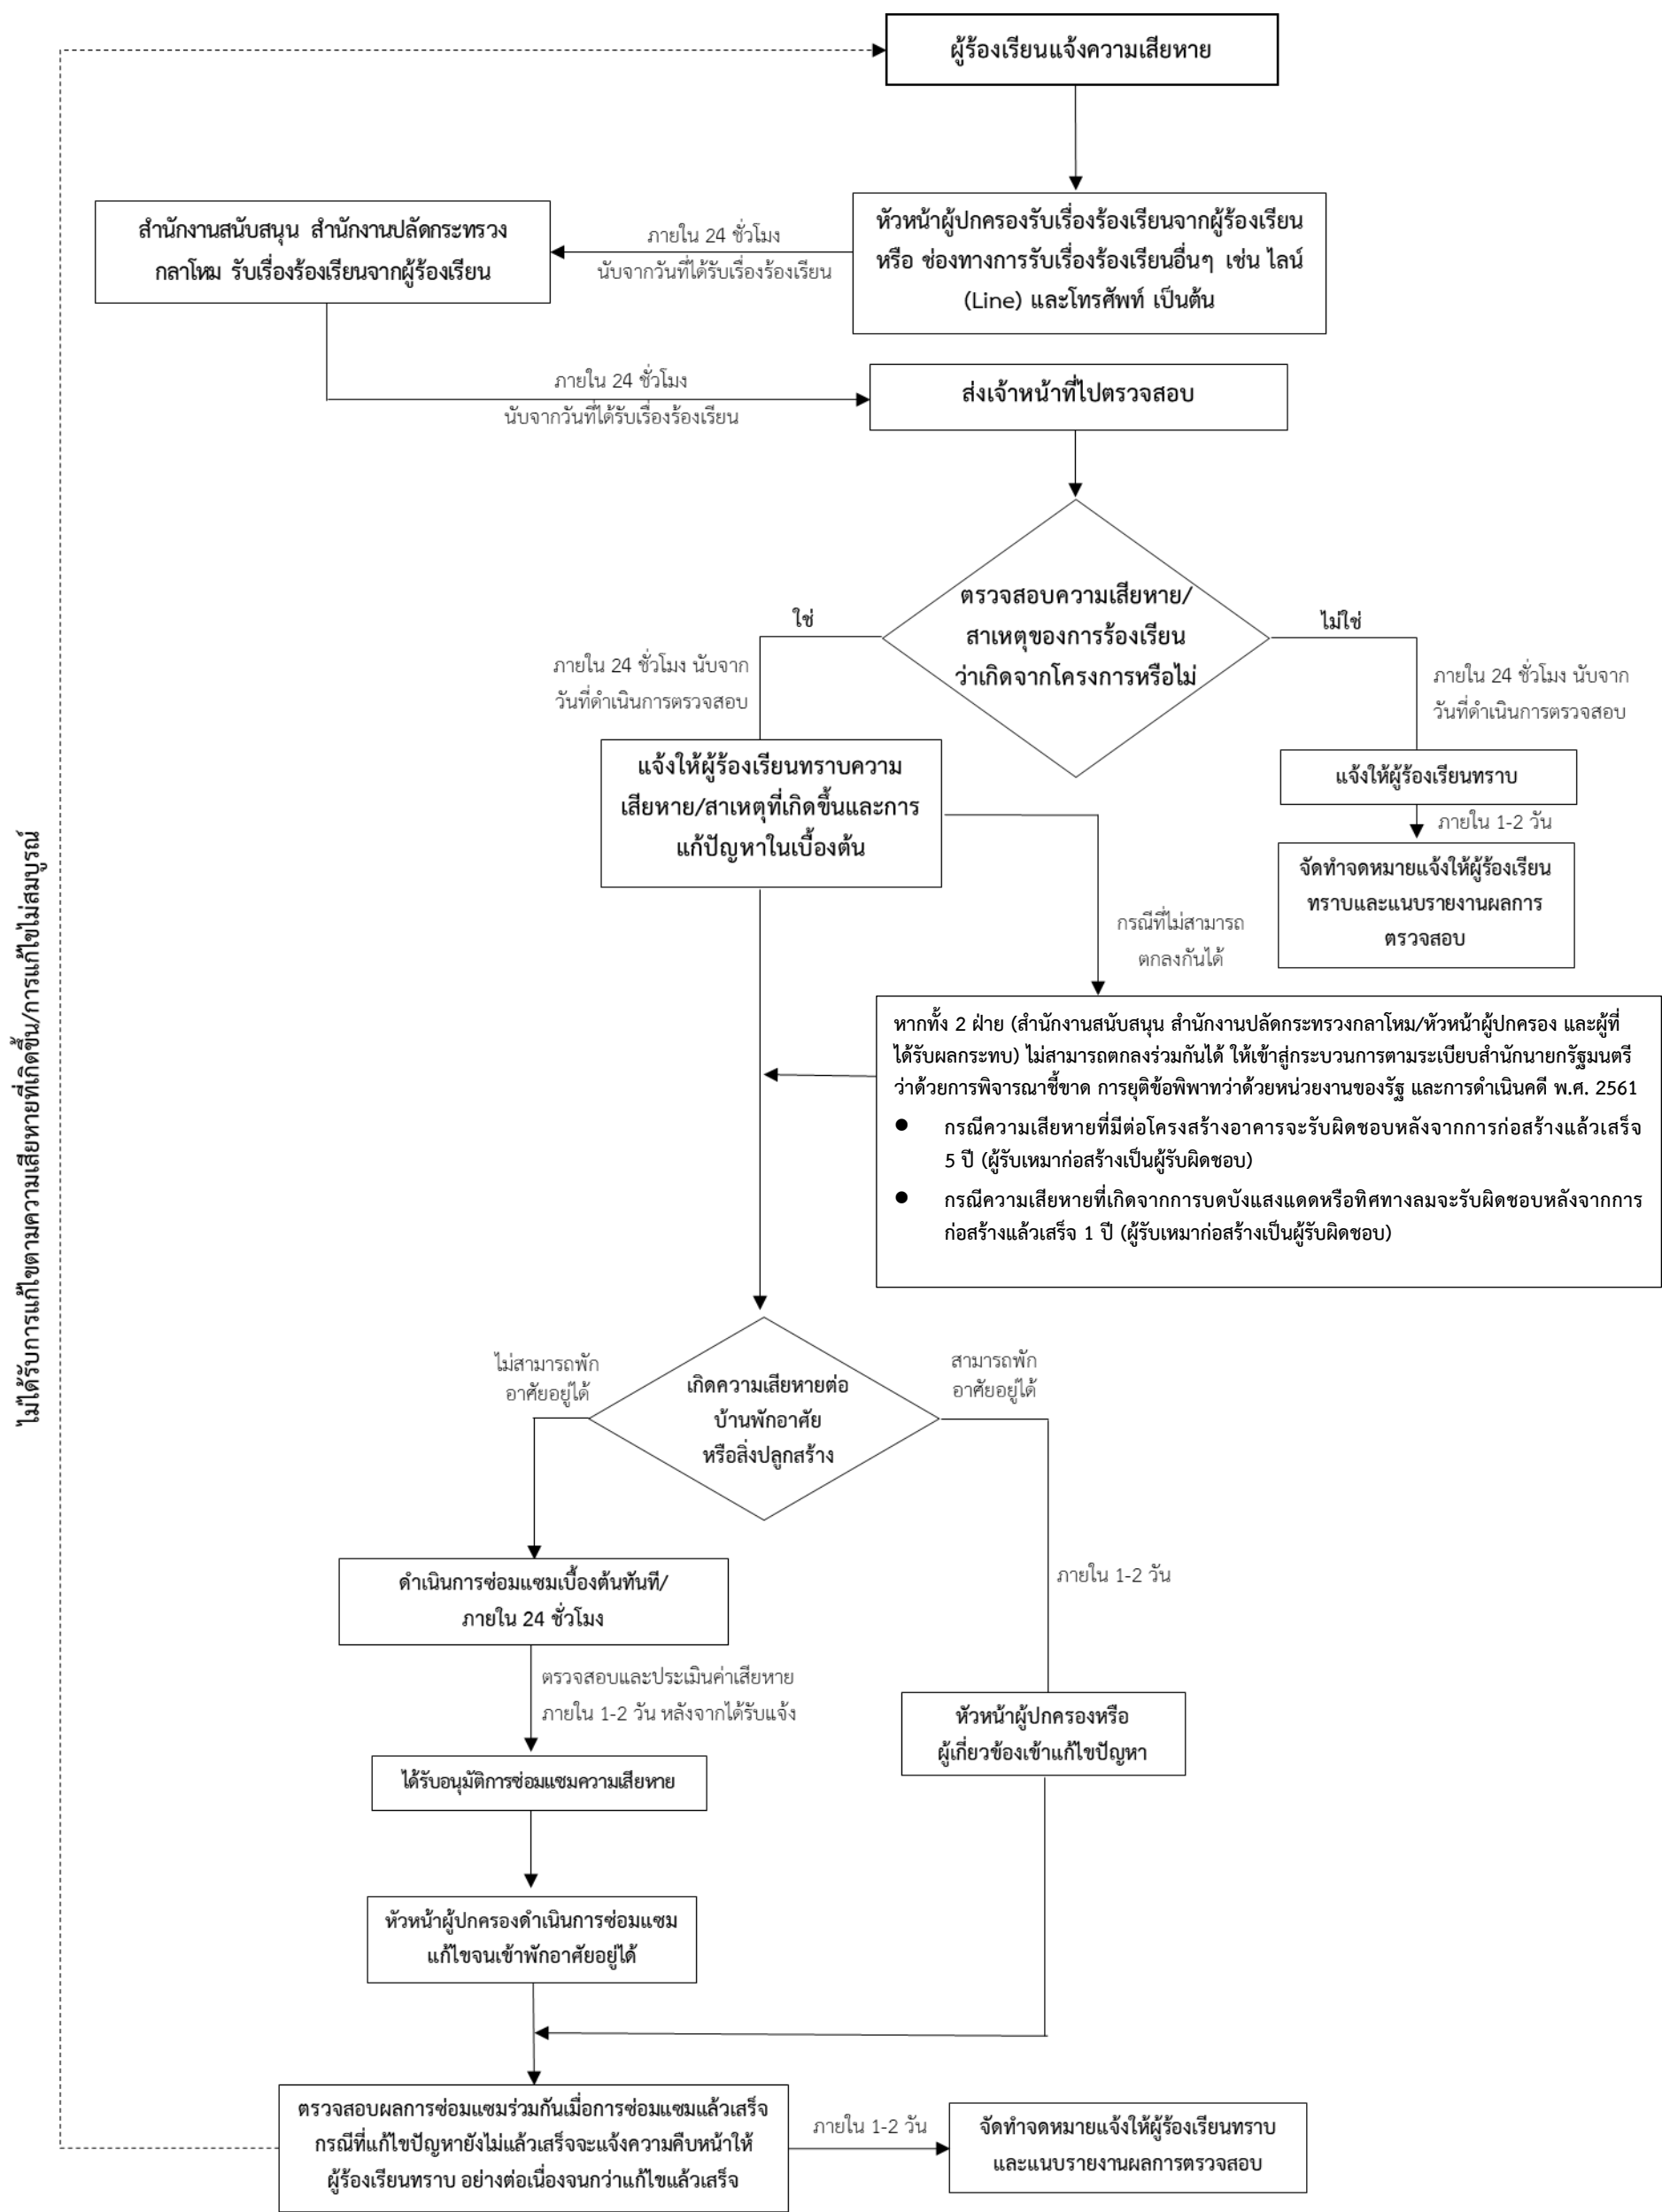 ผู้ร้องเรียนแจ้งความเสียหาย
หัวหน้าผู้ปกครองรับเรื่องร้องเรียนจากผู้ร้องเรียน
หรือ ช่องทางการรับเรื่องร้องเรียนอื่นๆ เช่น ไลน์
(Line) และโทรศัพท์ เป็นต้น
ภายใน 24 ชั่วโมง
นับจากวันที่ได้รับเรื่องร้องเรียน
สำนักงานสนับสนุน สำนักงานปลัดกระทรวง
กลาโหม รับเรื่องร้องเรียนจากผู้ร้องเรียน
ภายใน 24 ชั่วโมง
นับจากวันที่ได้รับเรื่องร้องเรียน
ส่งเจ้าหน้าที่ไปตรวจสอบ
ตรวจสอบความเสียหาย/
สาเหตุของการร้องเรียน
ว่าเกิดจากโครงการหรือไม่
ใช่
ภายใน 24 ชั่วโมง นับจาก
วันที่ดำเนินการตรวจสอบ
ไม่ใช่
ภายใน 24 ชั่วโมง นับจาก
วันที่ดำเนินการตรวจสอบ
แจ้งให้ผู้ร้องเรียนทราบความ
เสียหาย/สาเหตุที่เกิดขึ้นและการ
แก้ปัญหาในเบื้องต้น
แจ้งให้ผู้ร้องเรียนทราบ
ภายใน 1-2 วัน
จัดทำจดหมายแจ้งให้ผู้ร้องเรียน
ทราบและแนบรายงานผลการ
ตรวจสอบ
กรณีที่ไม่สามารถ
ตกลงกันได้
หากทั้ง 2 ฝ่าย (สำนักงานสนับสนุน สำนักงานปลัดกระทรวงกลาโหม/หัวหน้าผู้ปกครอง และผู้ที่
ได้รับผลกระทบ) ไม่สามารถตกลงร่วมกันได้ ให้เข้าสู่กระบวนการตามระเบียบสำนักนายกรัฐมนตรี
ว่าด้วยการพิจารณาชี้ขาด การยุติข้อพิพาทว่าด้วยหน่วยงานของรัฐ และการดำเนินคดี พ.ศ. 2561
● กรณีความเสียหายที่มีต่อโครงสร้างอาคารจะรับผิดชอบหลังจากการก่อสร้างแล้วเสร็จ
5 ปี (ผู้รับเหมาก่อสร้างเป็นผู้รับผิดชอบ)
● กรณีความเสียหายที่เกิดจากการบดบังแสงแดดหรือทิศทางลมจะรับผิดชอบหลังจากการ
ก่อสร้างแล้วเสร็จ 1 ปี (ผู้รับเหมาก่อสร้างเป็นผู้รับผิดชอบ)
เกิดความเสียหายต่อ
บ้านพักอาศัย
หรือสิ่งปลูกสร้าง
ไม่สามารถพัก
อาศัยอยู่ได้
สามารถพัก
อาศัยอยู่ได้
ดำเนินการซ่อมแซมเบื้องต้นทันที/
ภายใน 24 ชั่วโมง
ตรวจสอบและประเมินค่าเสียหาย
ภายใน 1-2 วัน หลังจากได้รับแจ้ง
ได้รับอนุมัติการซ่อมแซมความเสียหาย
หัวหน้าผู้ปกครองดำเนินการซ่อมแซม
แก้ไขจนเข้าพักอาศัยอยู่ได้
ภายใน 1-2 วัน
หัวหน้าผู้ปกครองหรือ
ผู้เกี่ยวข้องเข้าแก้ไขปัญหา
ตรวจสอบผลการซ่อมแซมร่วมกันเมื่อการซ่อมแซมแล้วเสร็จ
กรณีที่แก้ไขปัญหายังไม่แล้วเสร็จจะแจ้งความคืบหน้าให้
ผู้ร้องเรียนทราบ อย่างต่อเนื่องจนกว่าแก้ไขแล้วเสร็จ
ภายใน 1-2 วัน
จัดทำจดหมายแจ้งให้ผู้ร้องเรียนทราบ
และแนบรายงานผลการตรวจสอบ
ไม่ได้รับการแก้ไขตามความเสียหายที่เกิดขึ้น/การแก้ไขไม่สมบูรณ์